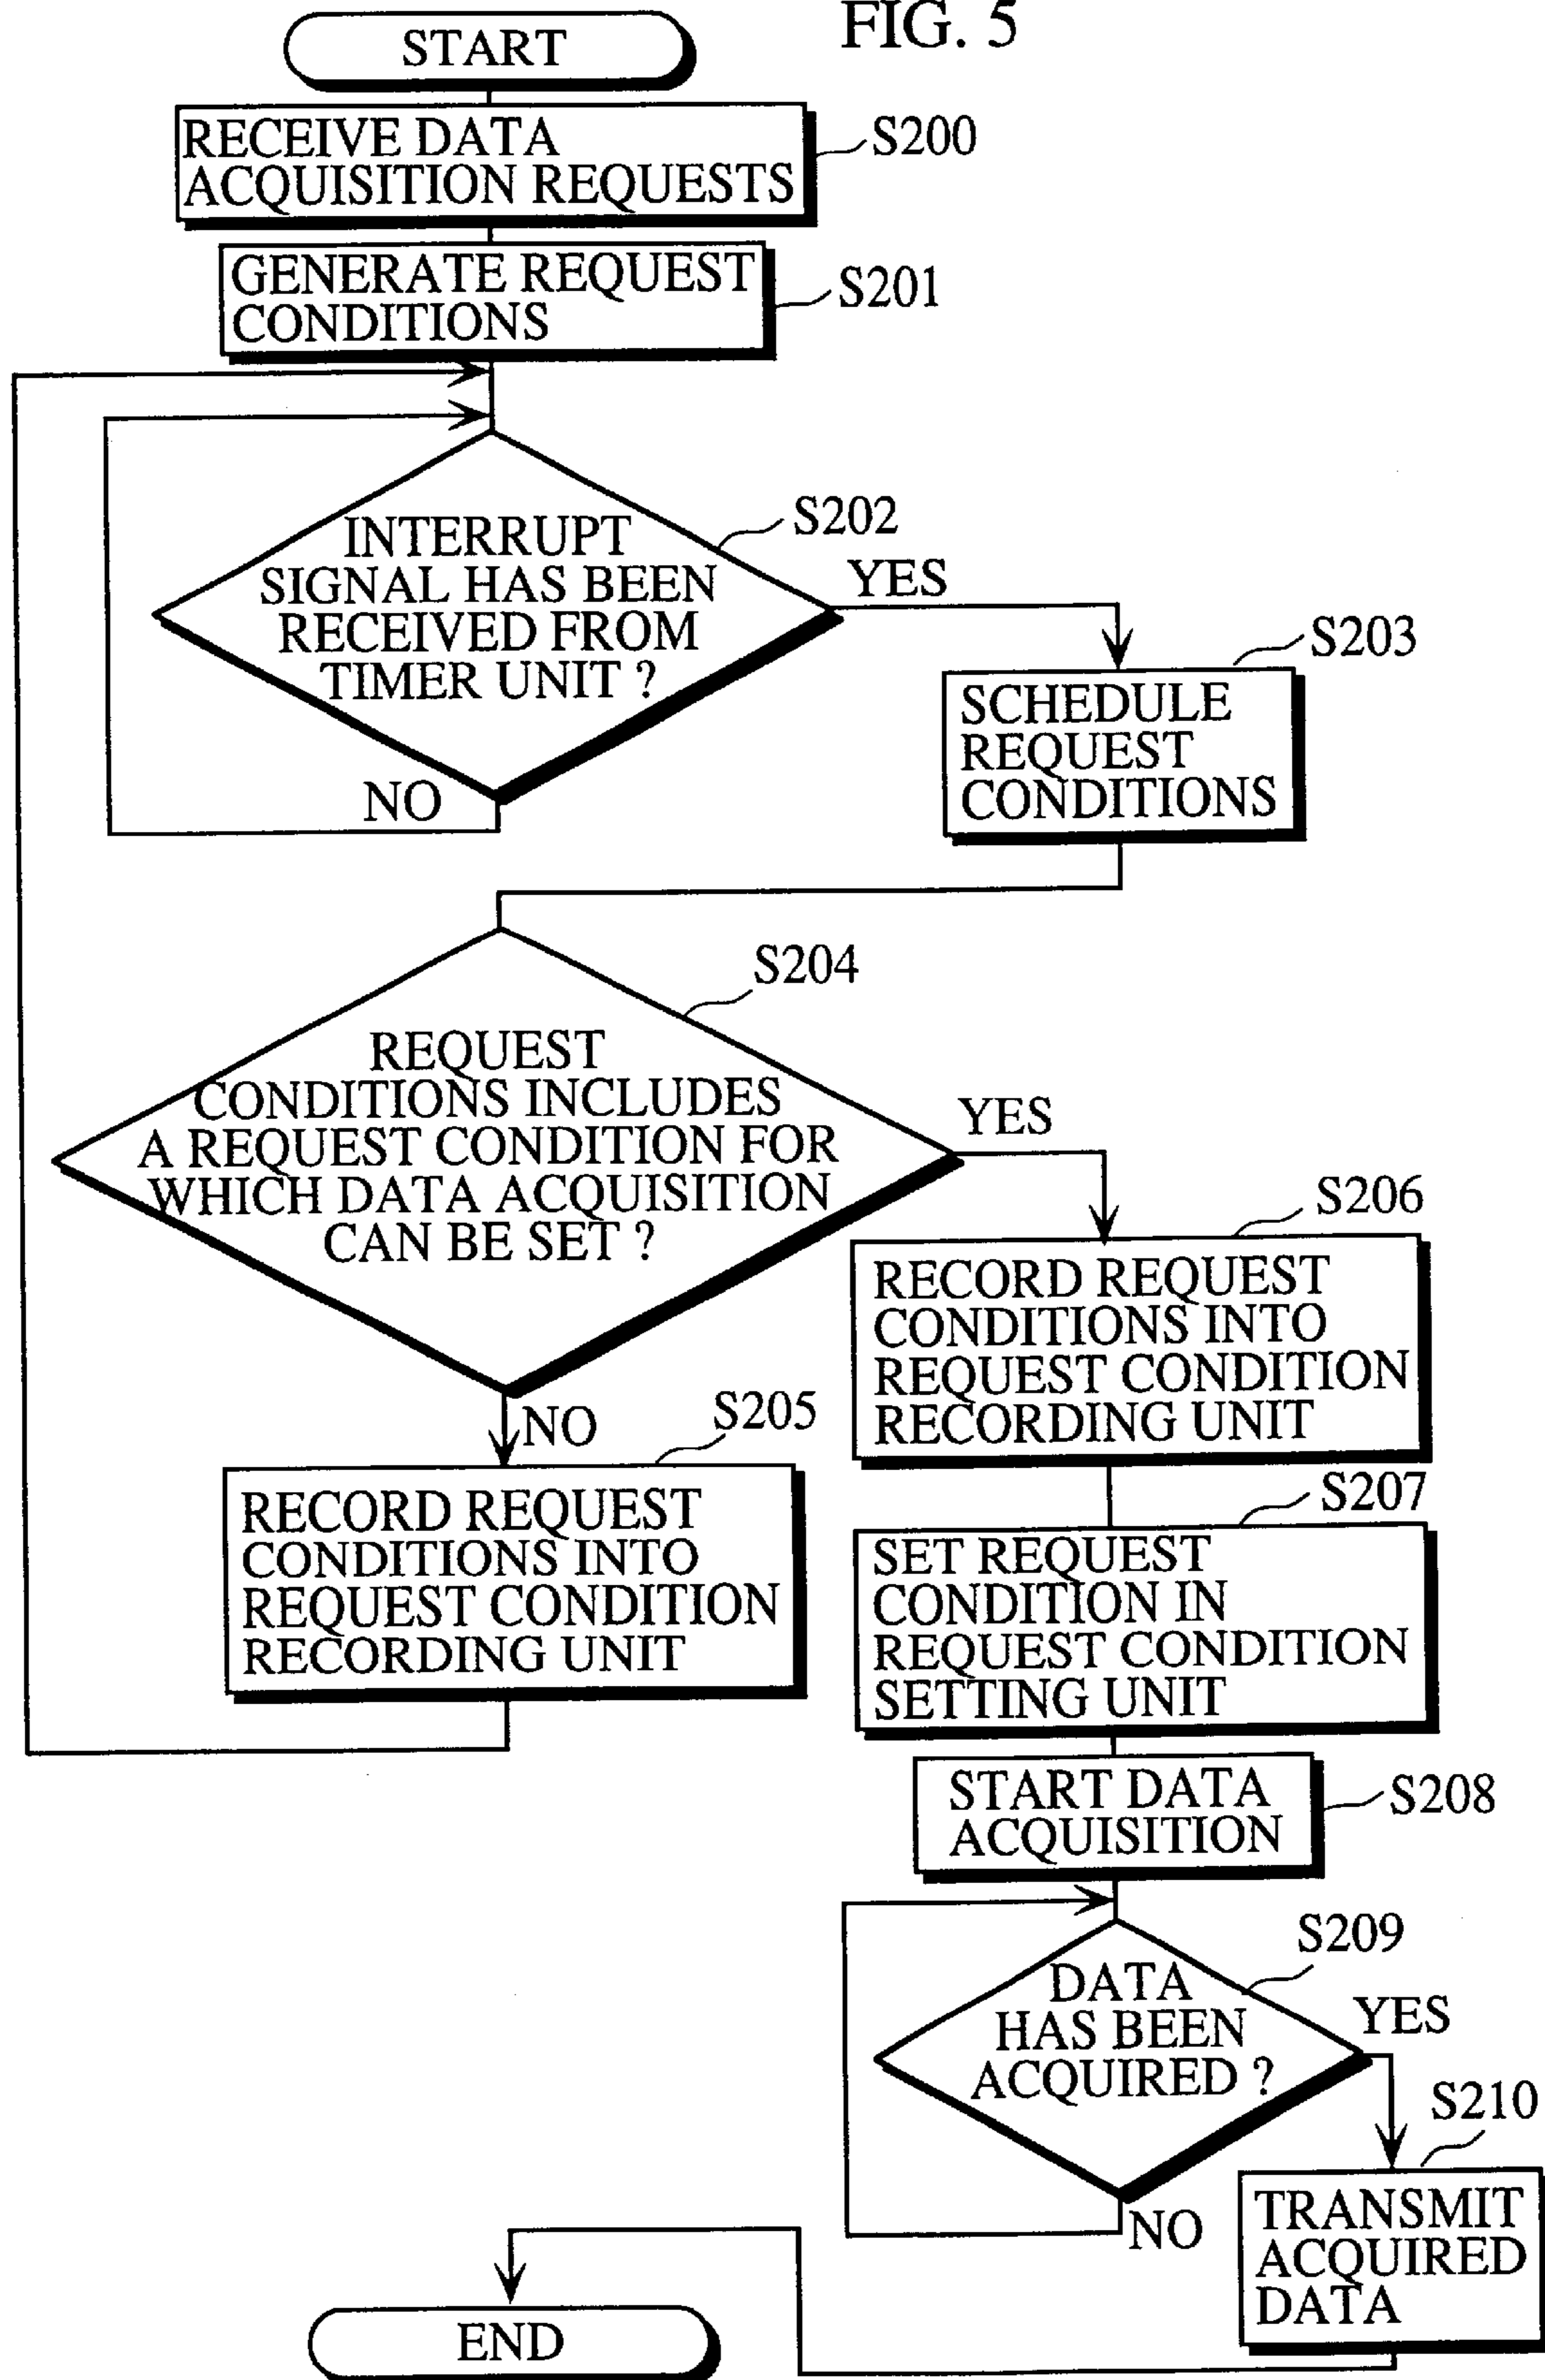 FIG. 5
START
RECEIVE DATA
ACQUISITION REQUESTS
S200
GENERATE REQUEST
CONDITIONS
S201
INTERRUPT
SIGNAL HAS BEEN
RECEIVED FROM
TIMER UNIT ?
S202
YES
NO
S203
SCHEDULE
REQUEST
CONDITIONS
S204
REQUEST
CONDITIONS INCLUDES
A REQUEST CONDITION FOR
WHICH DATA ACQUISITION
CAN BE SET ?
YES
NO
S205
RECORD REQUEST
CONDITIONS INTO
REQUEST CONDITION
RECORDING UNIT
S206
RECORD REQUEST
CONDITIONS INTO
REQUEST CONDITION
RECORDING UNIT
S207
SET REQUEST
CONDITION IN
REQUEST CONDITION
SETTING UNIT
START DATA
ACQUISITION
S208
S209
DATA
HAS BEEN
ACQUIRED ?
YES
NO
S210
TRANSMIT
ACQUIRED
DATA
END